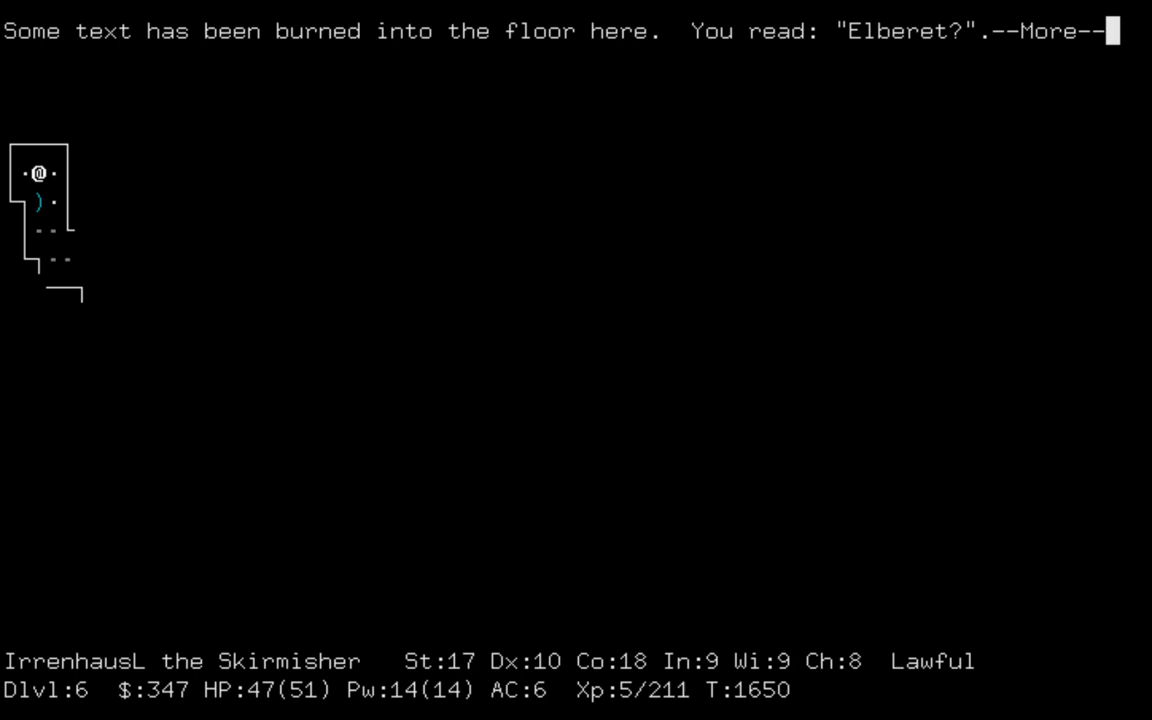 Some text has been burned into the floor here.  You read: "Elberet?".--More--
.@.
).
--
--
IrrenhausL the Skirmisher   St:17 Dx:10 Co:18 In:9 Wi:9 Ch:8  Lawful
Dlvl:6  $:347 HP:47(51) Pw:14(14) AC:6  Xp:5/211 T:1650